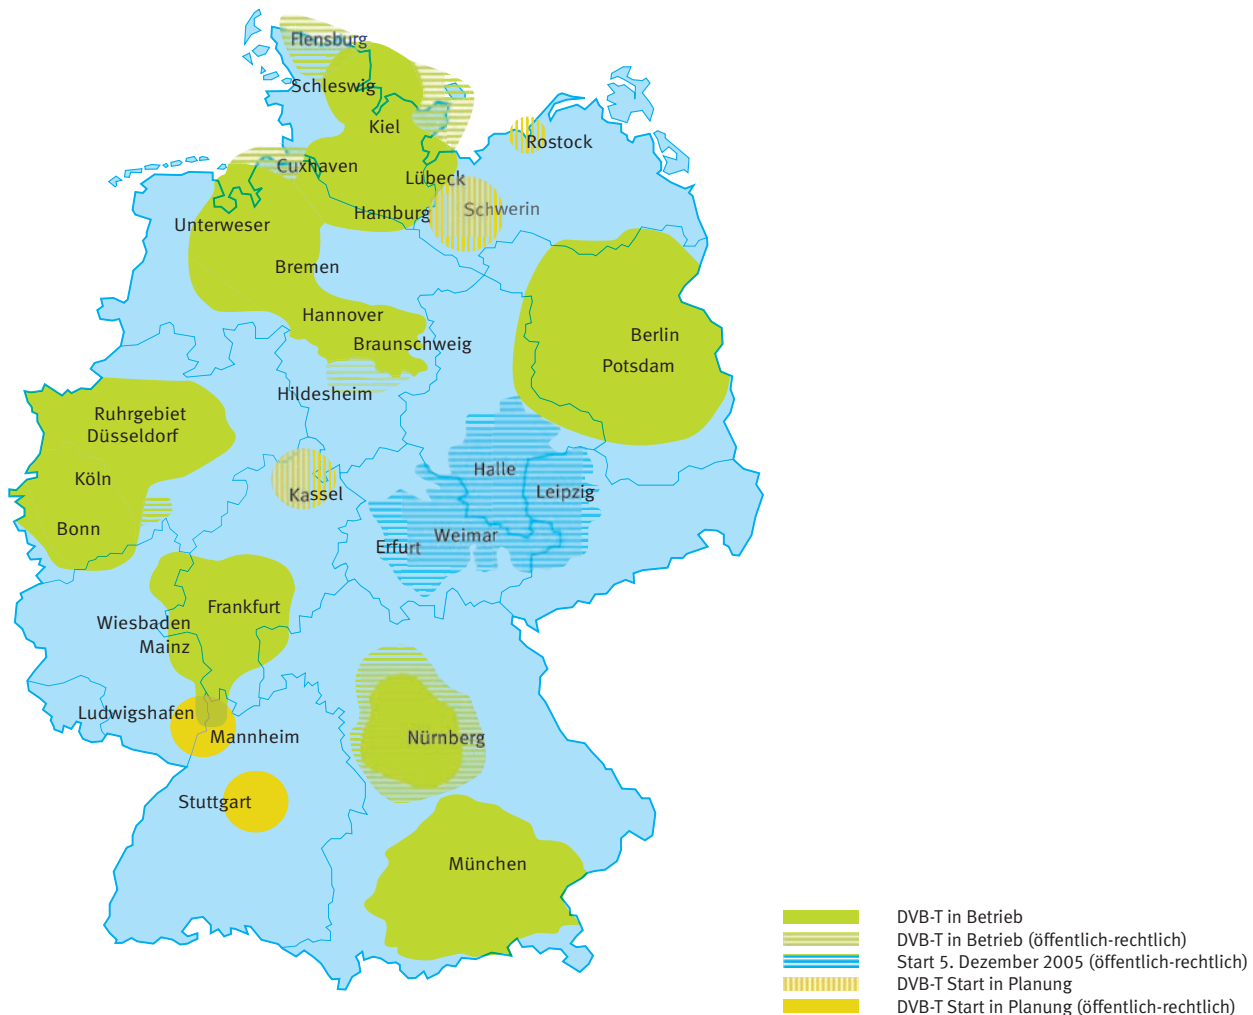 Flensburg
Schleswig
Kiel
Rostock
Cuxhaven
Lübeck
Hamburg
Schwerin
Unterweser
Bremen
Hannover
Braunschweig
Berlin
Potsdam
Hildesheim
Ruhrgebiet
Düsseldorf
Köln
Bonn
Kassel
Halle
Leipzig
Weimar
Erfurt
Frankfurt
Wiesbaden
Mainz
Ludwigshafen
Mannheim
Nürnberg
Stuttgart
München
DVB-T in Betrieb
DVB-T in Betrieb (öffentlich-rechtlich)
Start 5. Dezember 2005 (öffentlich-rechtlich)
DVB-T Start in Planung
DVB-T Start in Planung (öffentlich-rechtlich)